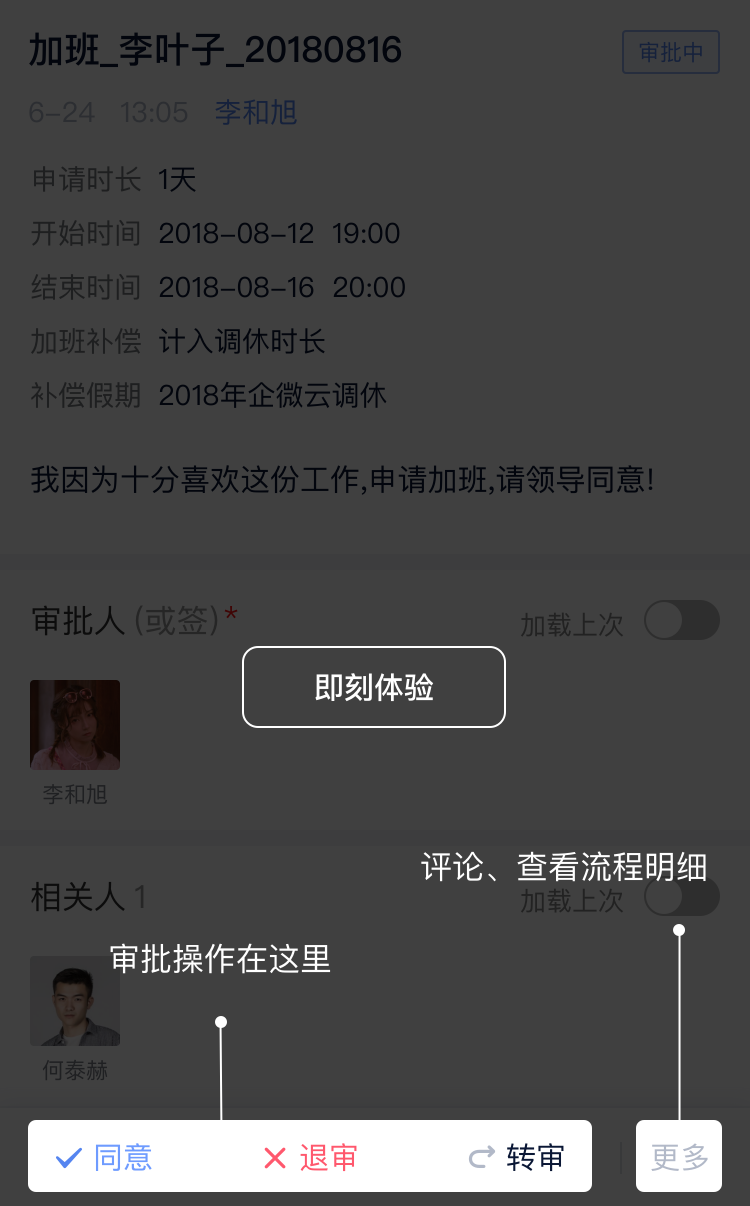 加班_李叶子_20180816
审批中
6-24 13:05 李和旭
申请时长 1天
开始时间 2018-08-12 19:00
结束时间 2018-08-16 20:00
加班补偿 计入调休时长
补偿假期 2018年企微云调休
我因为十分喜欢这份工作,申请加班,请领导同意!
审批人(或签)*
加载上次
即刻体验
李和旭
评论、查看流程明细
相关人 1
加载上次
审批操作在这里
何泰赫
同意 退审 转审 更多